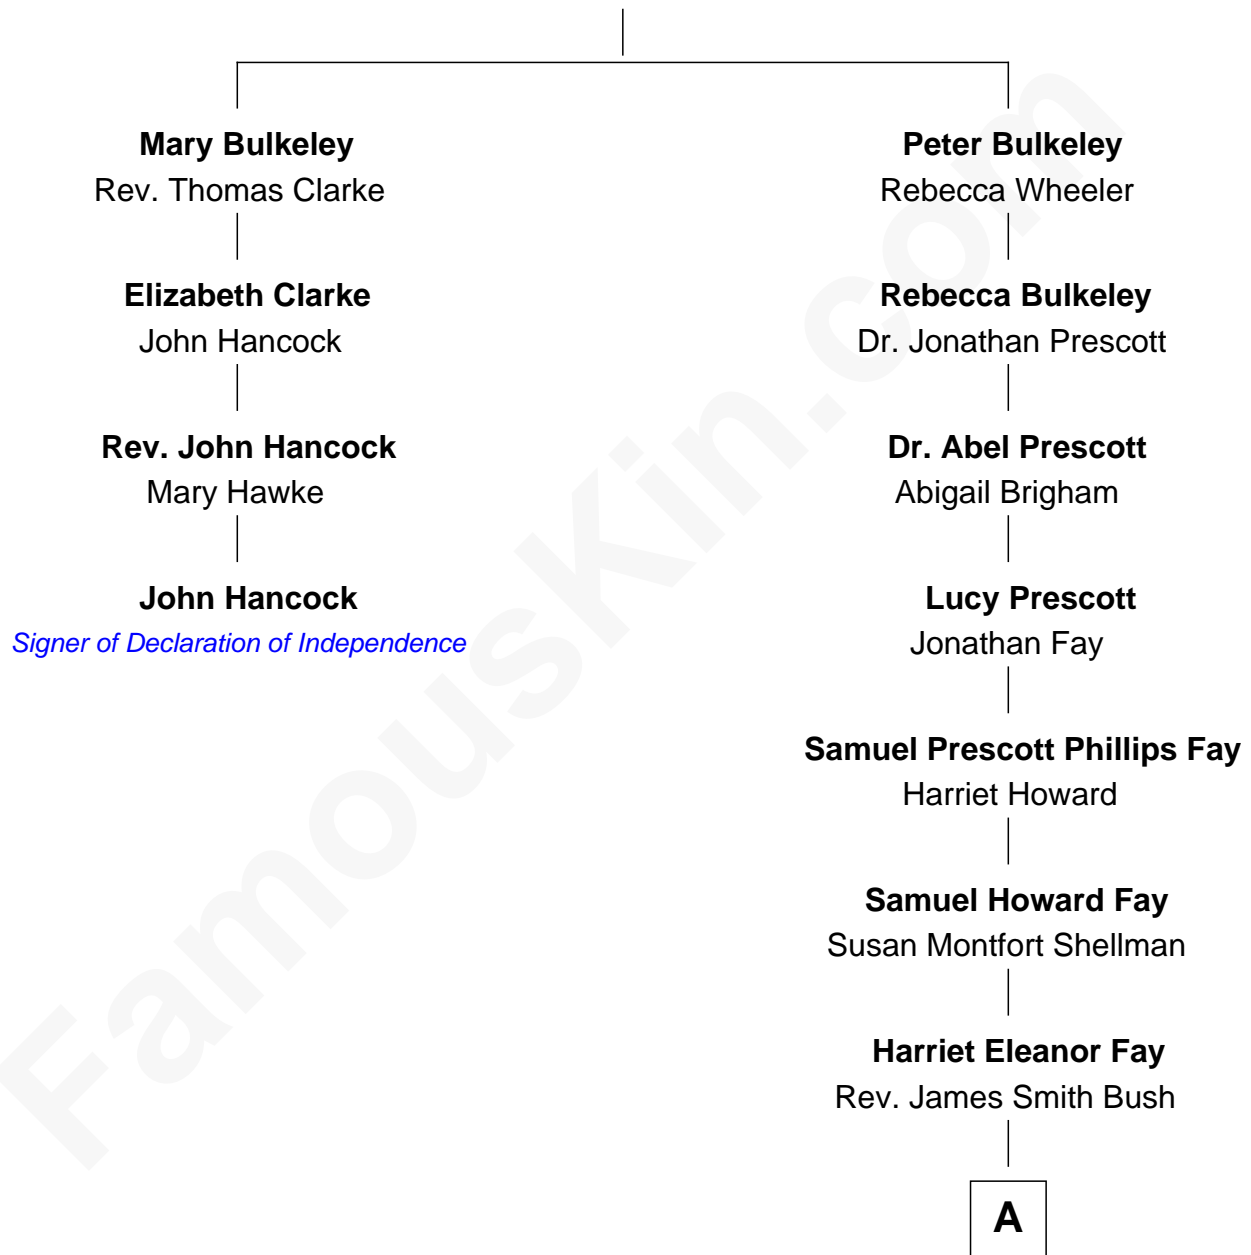 Mary Bulkeley
Rev. Thomas Clarke
Elizabeth Clarke
John Hancock
Rev. John Hancock
Mary Hawke
John Hancock
Signer of Declaration of Independence
Peter Bulkeley
Rebecca Wheeler
Rebecca Bulkeley
Dr. Jonathan Prescott
Dr. Abel Prescott
Abigail Brigham
Lucy Prescott
Jonathan Fay
Samuel Prescott Phillips Fay
Harriet Howard
Samuel Howard Fay
Susan Montfort Shellman
Harriet Eleanor Fay
Rev. James Smith Bush
A
FamousKin.com